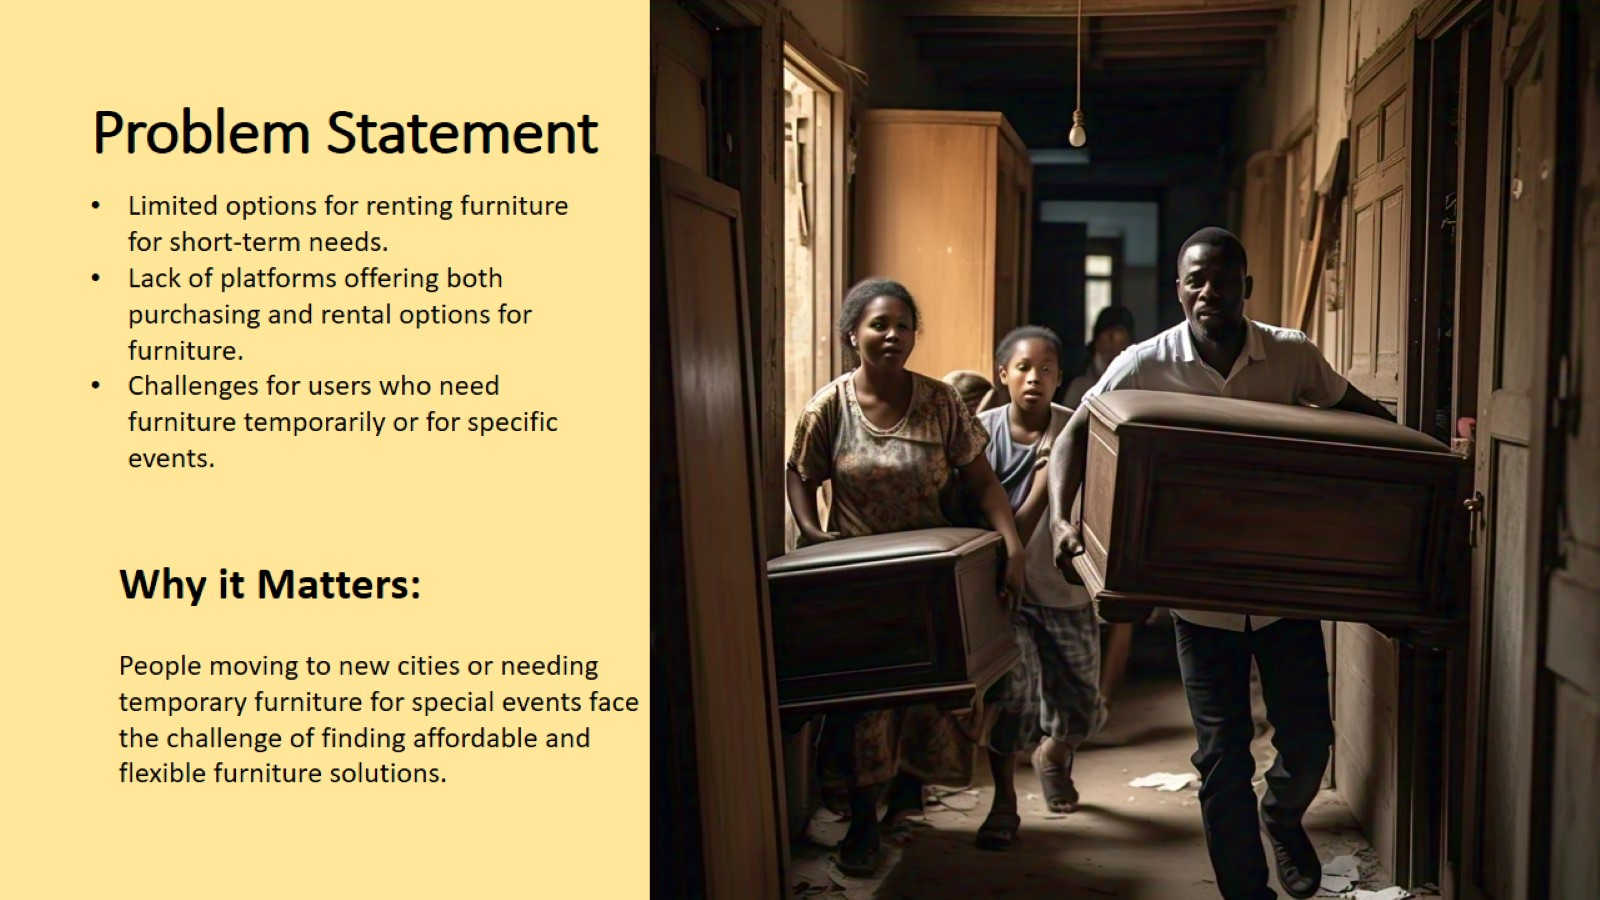 Problem Statement
• Limited options for renting furniture
for short-term needs.
• Lack of platforms offering both
purchasing and rental options for
furniture.
• Challenges for users who need
furniture temporarily or for specific
events.
Why it Matters:
People moving to new cities or needing
temporary furniture for special events face
the challenge of finding affordable and
flexible furniture solutions.